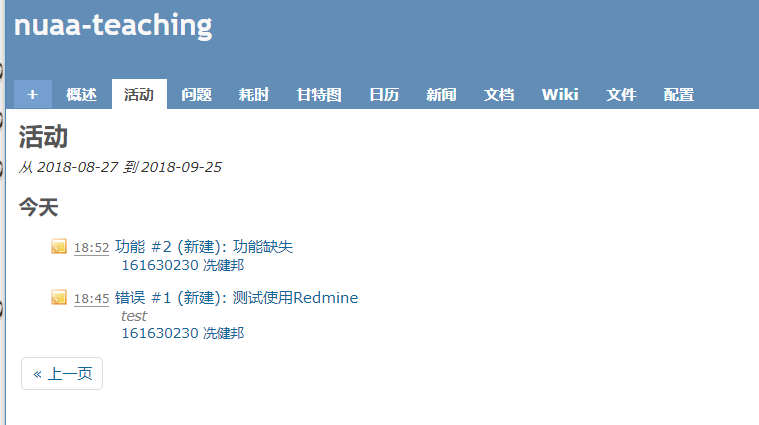 nuaa-teaching
+ 概述 活动 问题 耗时 甘特图 日历 新闻 文档 Wiki 文件 配置
活动
从 2018-08-27 到 2018-09-25
今天
18:52 功能 #2 (新建): 功能缺失
161630230 冼健邦
18:45 错误 #1 (新建): 测试使用Redmine
test
161630230 冼健邦
« 上一页